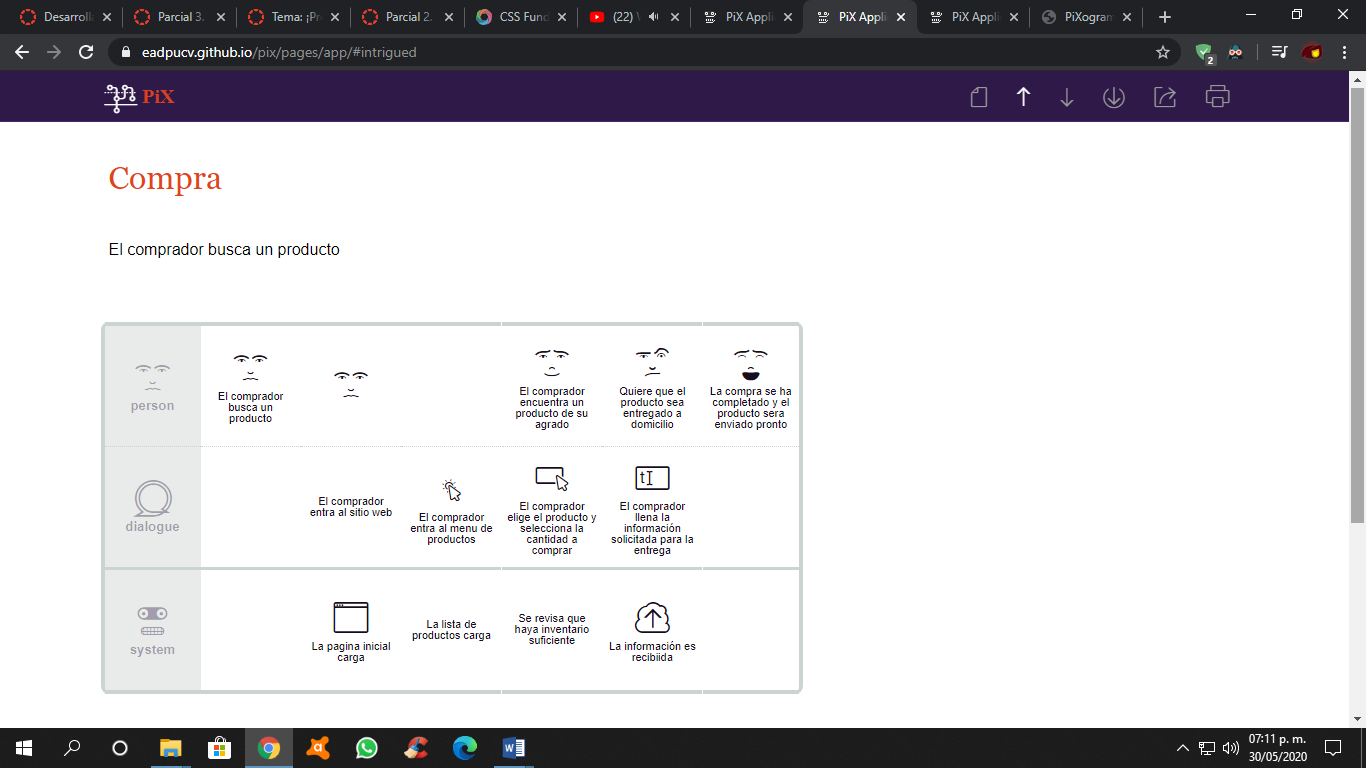 Desarroll
Parcial 3.
Tema: ¡Pr
Parcial 2.
CSS Fund
(22)
PiX Appli
PiX Appli
PiX Appli
PiXogram
eadpucv.github.io/pix/pages/app/#intrigued
2
PiX
Compra
El comprador busca un producto
person
El comprador
busca un
producto
El comprador
encuentra un
producto de su
agrado
Quiere que el
producto sea
entregado a
domicilio
La compra se ha
completado y el
producto sera
enviado pronto
dialogue
El comprador
entra al sitio web
El comprador
entra al menu de
productos
El comprador
elige el producto y
selecciona la
cantidad a
comprar
t
El comprador
llena la
información
solicitada para la
entrega
system
La pagina inicial
carga
La lista de
productos carga
Se revisa que
haya inventario
suficiente
La información es
recibiida
07:11 p. m.
30/05/2020